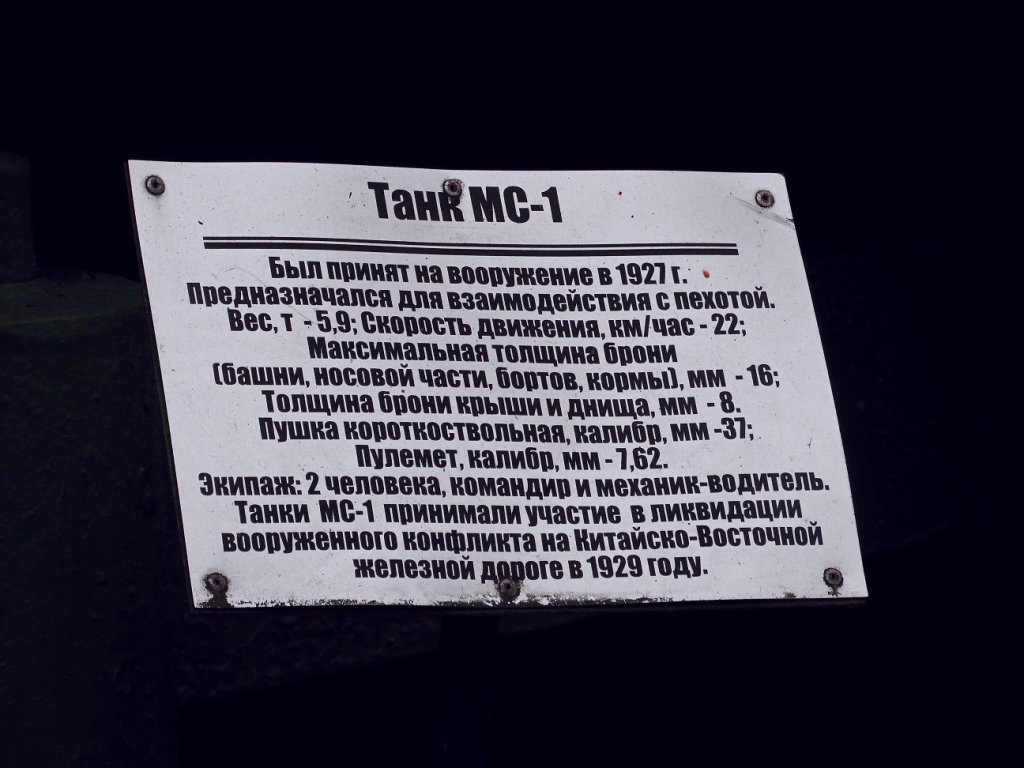 Танк МС-1
Был принят на вооружение в 1927 г.
Предназначался для взаимодействия с пехотой.
Вес, т - 5,9; Скорость движения, км/час - 22;
Максимальная толщина брони
(башни, носовой части, бортов, кормы), мм - 16;
Толщина брони крыши и днища, мм - 8.
Пушка короткоствольная, калибр, мм -37;
Пулемет, калибр, мм - 7,62.
Экипаж: 2 человека, командир и механик-водитель.
Танки МС-1 принимали участие в ликвидации
вооруженного конфликта на Китайско-Восточной
железной дороге в 1929 году.